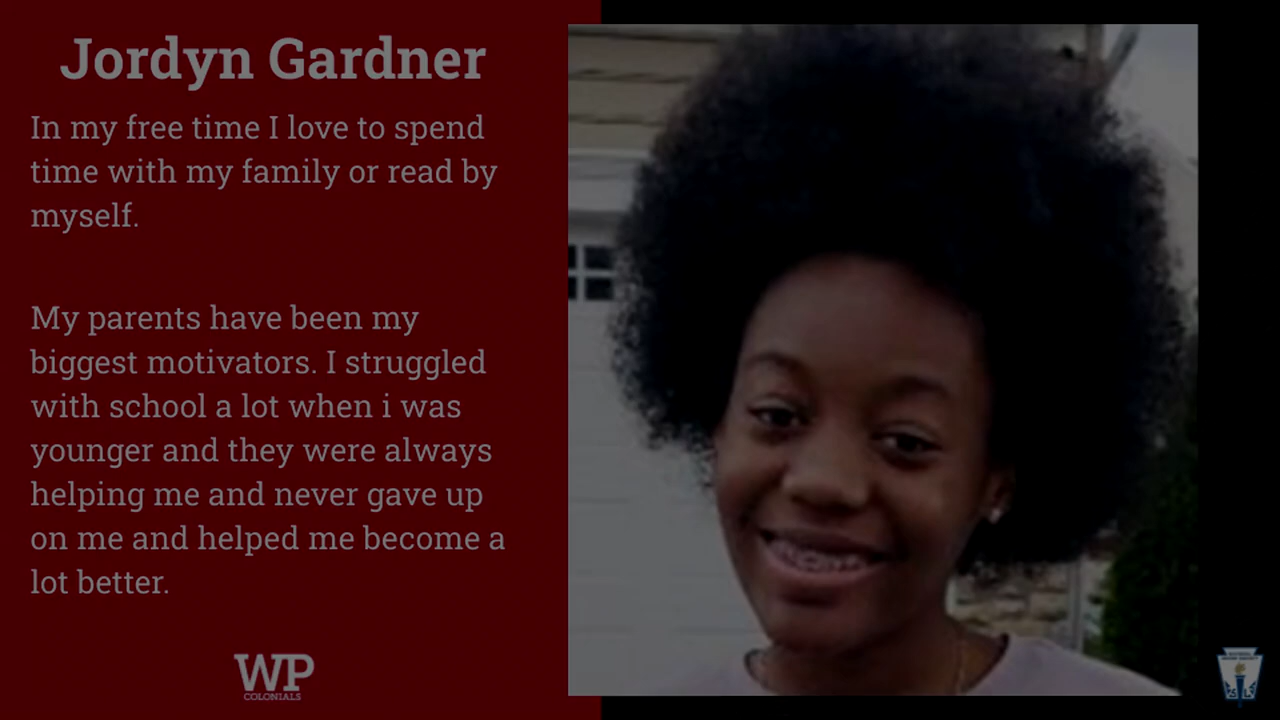 Jordyn Gardner
In my free time I love to spend
time with my family or read by
myself.
My parents have been my
biggest motivators. I struggled
with school a lot when i was
younger and they were always
helping me and never gave up
on me and helped me become a
lot better.
WP
COLONIALS